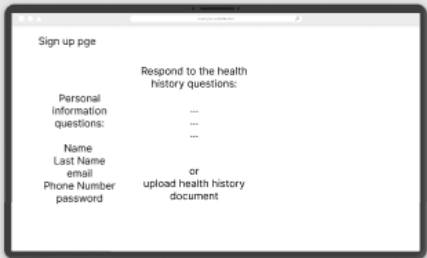 Sign up pge
Respond to the health
history questions:
...
...
...
or
upload health history
document
Personal
information
questions:
Name
Last Name
email
Phone Number
password